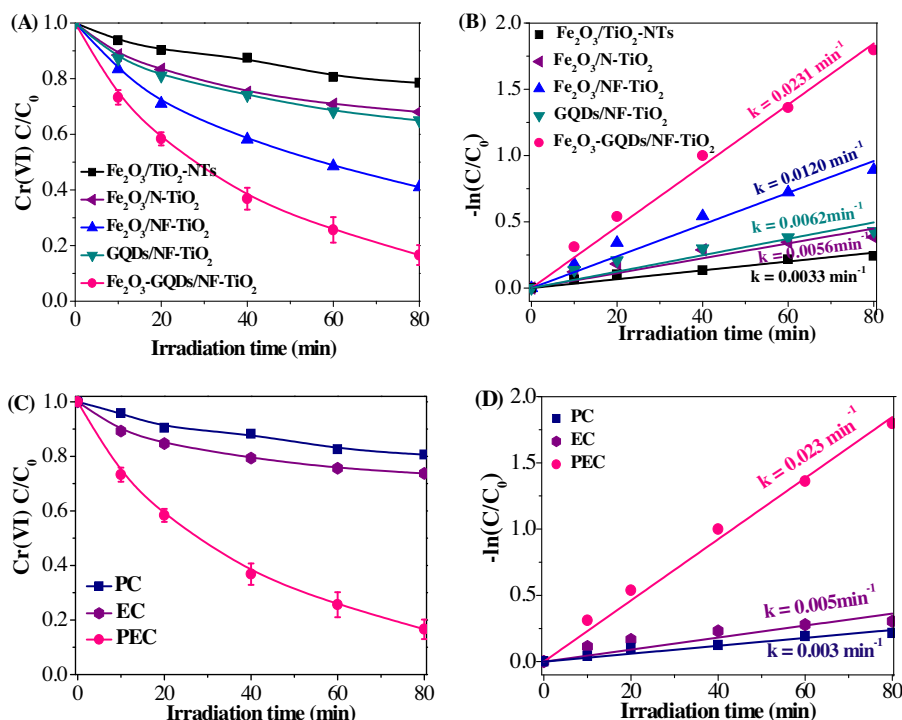 (A)
Cr(VI) C/C₀
1.0
0.8
0.6
0.4
0.2
0.0
Fe₂O₃/TiO₂-NTs
Fe₂O₃/N-TiO₂
Fe₂O₃/NF-TiO₂
GQDs/NF-TiO₂
Fe₂O₃-GQDs/NF-TiO₂
0 20 40 60 80
Irradiation time (min)
(B)
-ln(C/C₀)
2.0
1.5
1.0
0.5
0.0
Fe₂O₃/TiO₂-NTs
Fe₂O₃/N-TiO₂
Fe₂O₃/NF-TiO₂
GQDs/NF-TiO₂
Fe₂O₃-GQDs/NF-TiO₂
k = 0.0231 min⁻¹
k = 0.0120 min⁻¹
k = 0.0062min⁻¹
k = 0.0056min⁻¹
k = 0.0033 min⁻¹
0 20 40 60 80
Irradiation time (min)
(C)
Cr(VI) C/C₀
1.0
0.8
0.6
0.4
0.2
0.0
PC
EC
PEC
0 20 40 60 80
Irradiation time (min)
(D)
-ln(C/C₀)
2.0
1.5
1.0
0.5
0.0
PC
EC
PEC
k = 0.023 min⁻¹
k = 0.005min⁻¹
k = 0.003 min⁻¹
0 20 40 60 80
Irradiation time (min)